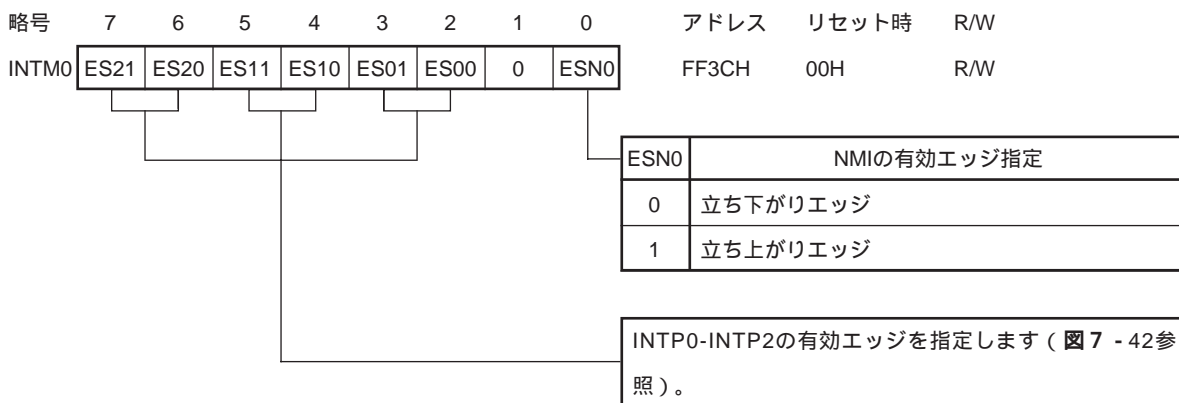 略号 7 6 5 4 3 2 1 0 アドレス リセット時 R/W
INTM0 ES21 ES20 ES11 ES10 ES01 ES00 0 ESN0 FF3CH 00H R/W
ESN0 NMIの有効エッジ指定
0 立ち下がりエッジ
1 立ち上がりエッジ
INTP0-INTP2の有効エッジを指定します(図7-42参
照)。